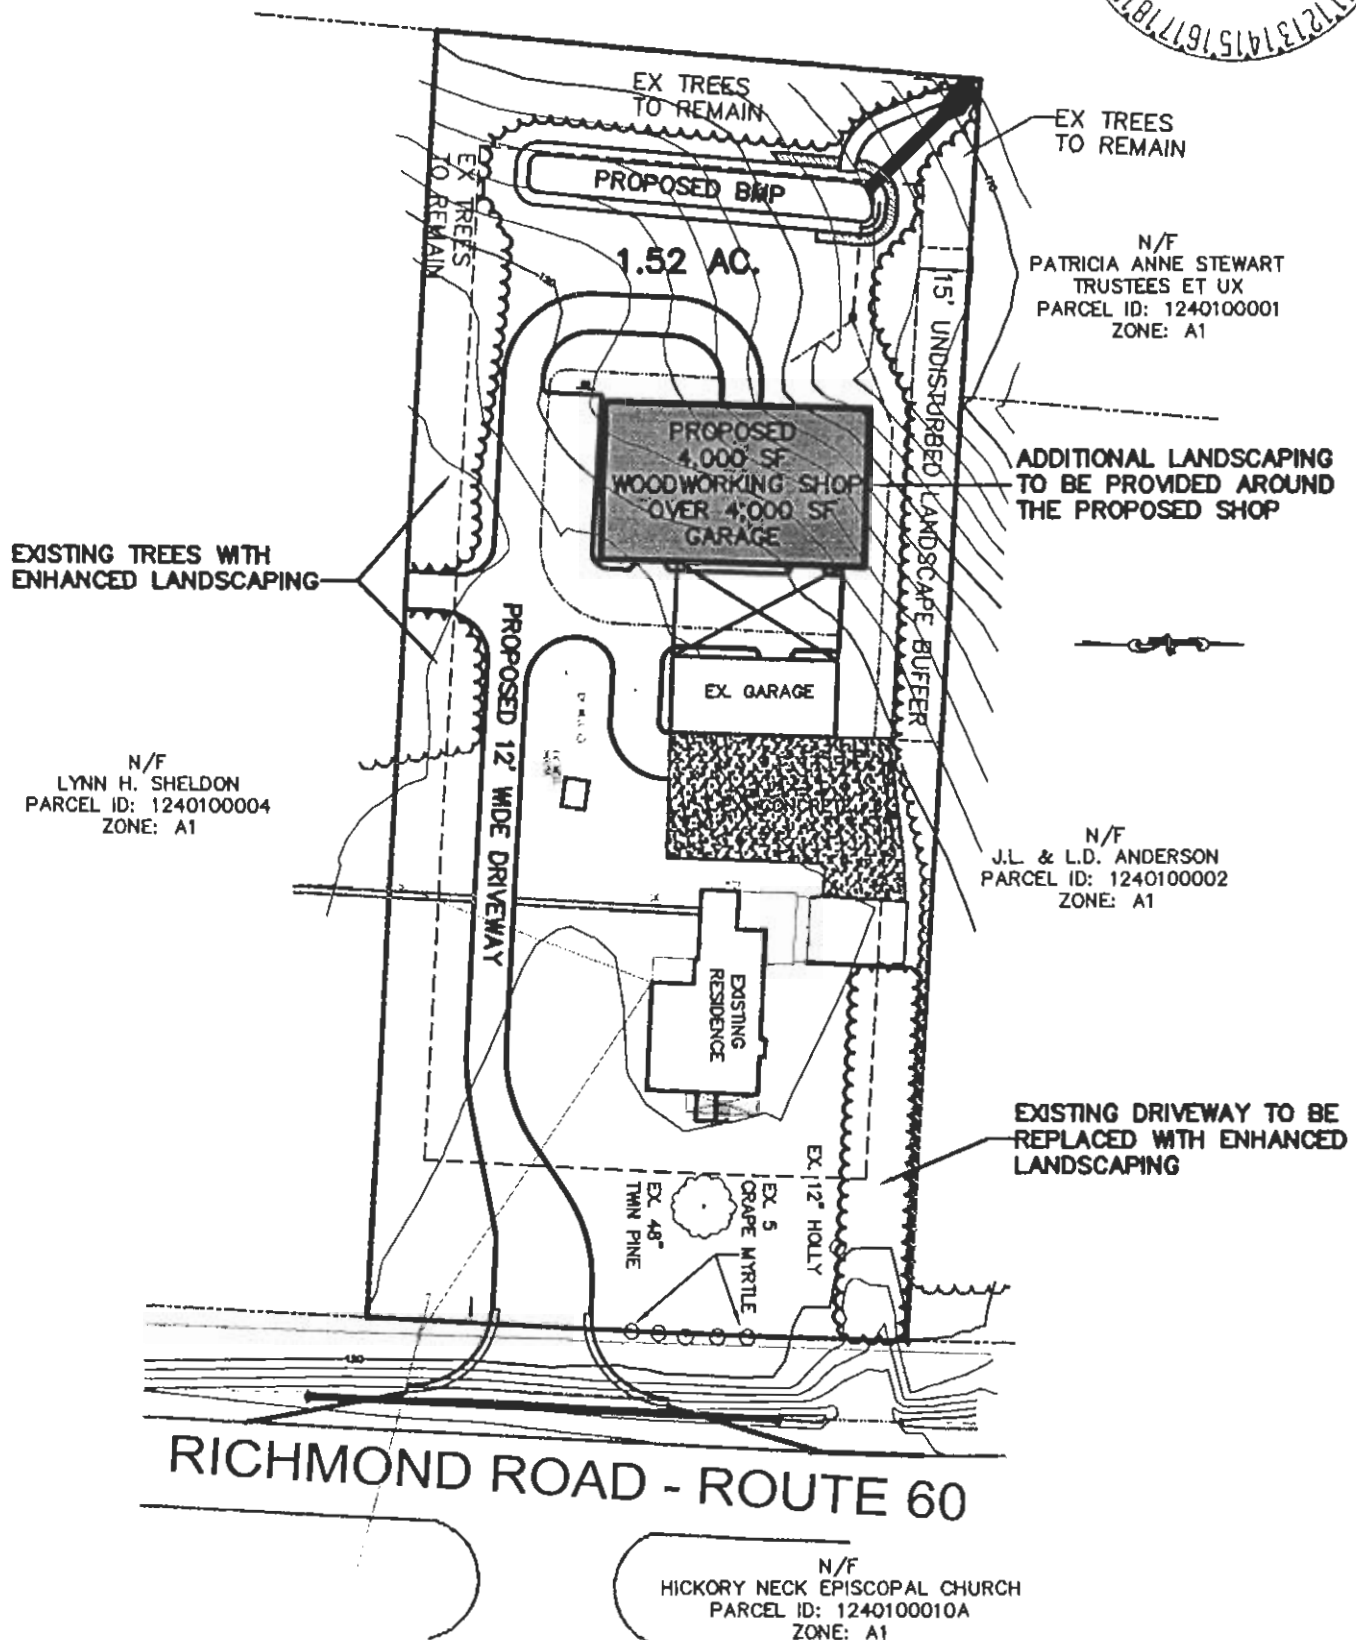 EX TREES
TO REMAIN
EX TREES
TO REMAIN
EX TREES
TO REMAIN
PROPOSED BMP
1.52 AC.
N/F
PATRICIA ANNE STEWART
TRUSTEES ET UX
PARCEL ID: 1240100001
ZONE: A1
15' UNDISTURBED LANDSCAPE BUFFER
PROPOSED
4,000 SF
WOODWORKING SHOP
OVER 4,000 SF
GARAGE
ADDITIONAL LANDSCAPING
TO BE PROVIDED AROUND
THE PROPOSED SHOP
EXISTING TREES WITH
ENHANCED LANDSCAPING
PROPOSED 12' WIDE DRIVEWAY
EX. GARAGE
N/F
LYNN H. SHELDON
PARCEL ID: 1240100004
ZONE: A1
CONCRETE
N/F
J.L. & L.D. ANDERSON
PARCEL ID: 1240100002
ZONE: A1
EXISTING
RESIDENCE
EXISTING DRIVEWAY TO BE
REPLACED WITH ENHANCED
LANDSCAPING
EX. 48"
TWIN PINE
EX. 5
CRAPE MYRTLE
EX. 12" HOLLY
130
RICHMOND ROAD - ROUTE 60
N/F
HICKORY NECK EPISCOPAL CHURCH
PARCEL ID: 1240100010A
ZONE: A1